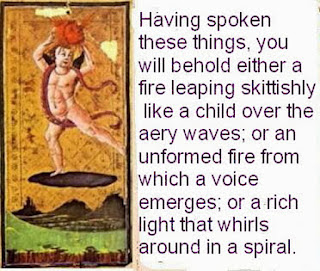 Having spoken
these things, you
will behold either a
fire leaping skittishly
like a child over the
aery waves; or an
unformed fire from
which a voice
emerges; or a rich
light that whirls
around in a spiral.